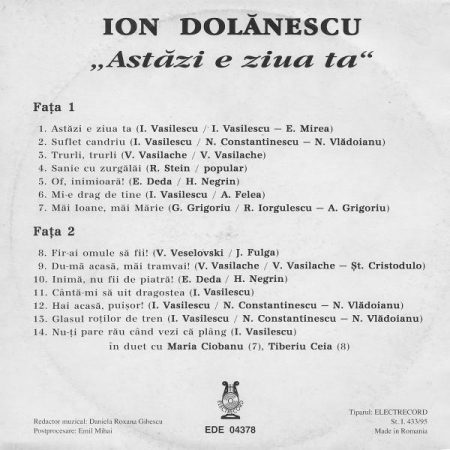 ION DOLĂNESCU
„Astăzi e ziua ta“
Fața 1
1. Astăzi e ziua ta (I. Vasilescu / I. Vasilescu – E. Mirea)
2. Suflet candriu (I. Vasilescu / N. Constantinescu – N. Vlădoianu)
3. Trurli, trurli (V. Vasilache / V. Vasilache)
4. Sanie cu zurgălăi (R. Stein / popular)
5. Of, inimioară! (E. Deda / H. Negrin)
6. Mi-e drag de tine (I. Vasilescu / A. Felea)
7. Măi Ioane, măi Mărie (G. Grigoriu / R. Iorgulescu – A. Grigoriu)
Fața 2
8. Fir-ai omule să fii! (V. Veselovski / J. Fulga)
9. Du-mă acasă, măi tramvai! (V. Vasilache / V. Vasilache – Șt. Cristodulo)
10. Inimă, nu fii de piatră! (E. Deda / H. Negrin)
11. Cântă-mi să uit dragostea (I. Vasilescu)
12. Hai acasă, puișor! (I. Vasilescu / N. Constantinescu – N. Vlădoianu)
13. Glasul roților de tren (I. Vasilescu / N. Constantinescu – N. Vlădoianu)
14. Nu-ți pare rău când vezi că plâng (I. Vasilescu)
în duet cu Maria Ciobanu (7), Tiberiu Ceia (8)
Redactor muzical: Daniela Roxana Gibescu
Postprocesare: Emil Mihai
EDE 04378
Tiparul: ELECTRECORD
St. I. 433/95
Made in Romania